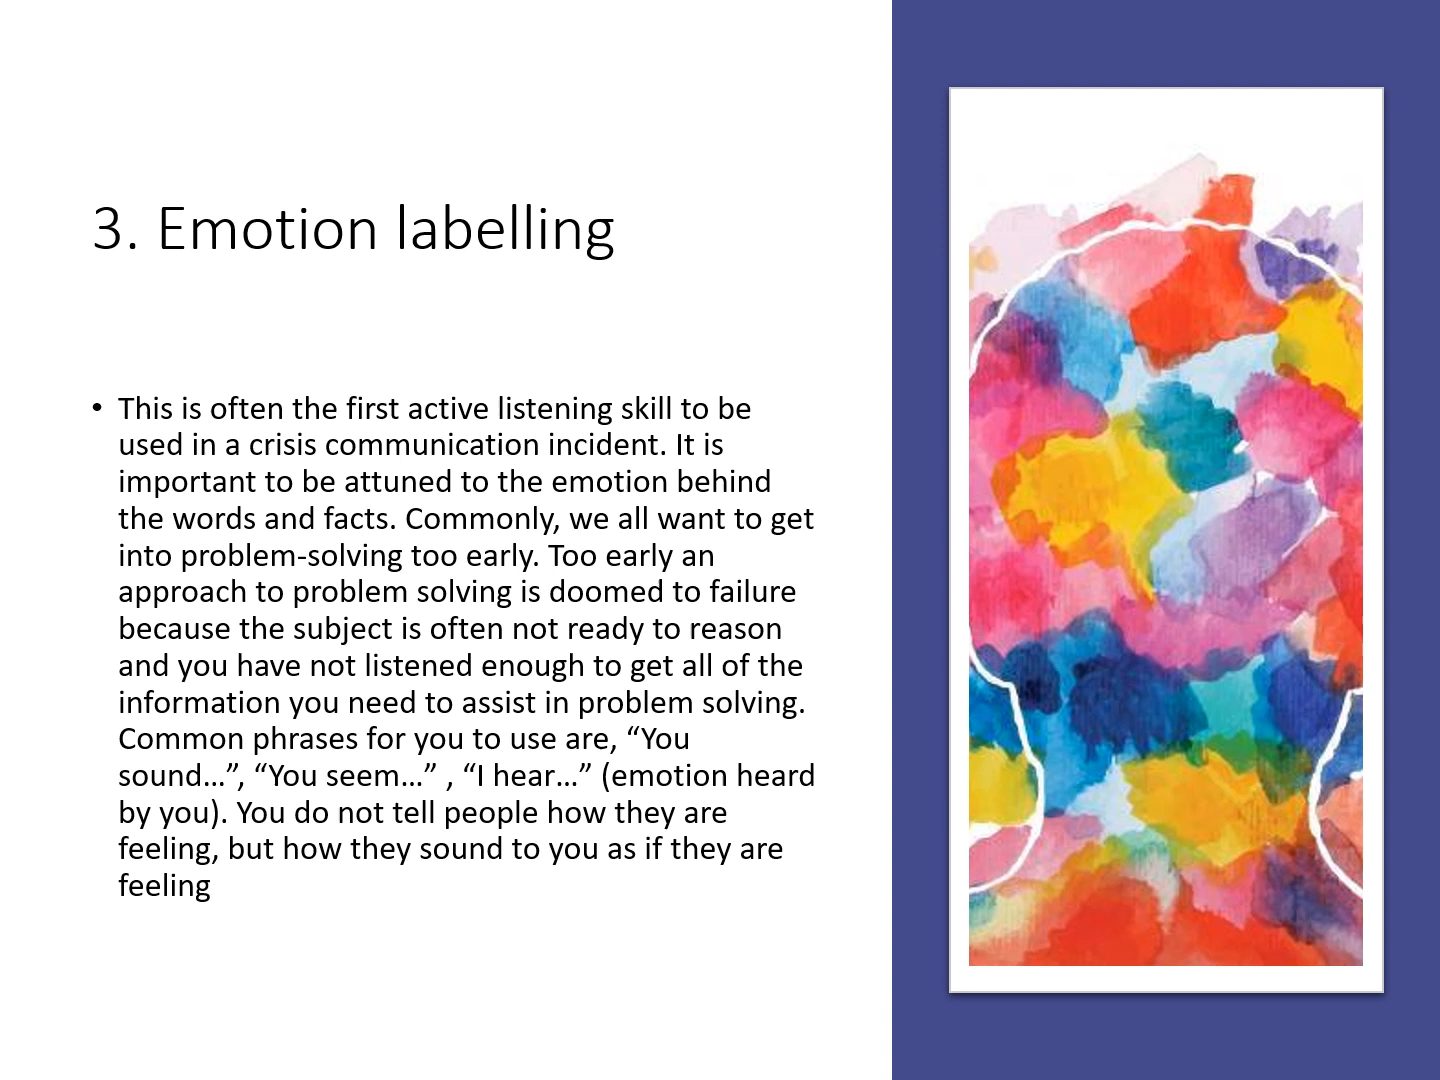 3. Emotion labelling
• This is often the first active listening skill to be
used in a crisis communication incident. It is
important to be attuned to the emotion behind
the words and facts. Commonly, we all want to get
into problem-solving too early. Too early an
approach to problem solving is doomed to failure
because the subject is often not ready to reason
and you have not listened enough to get all of the
information you need to assist in problem solving.
Common phrases for you to use are, “You
sound…”, “You seem…” , “I hear…” (emotion heard
by you). You do not tell people how they are
feeling, but how they sound to you as if they are
feeling